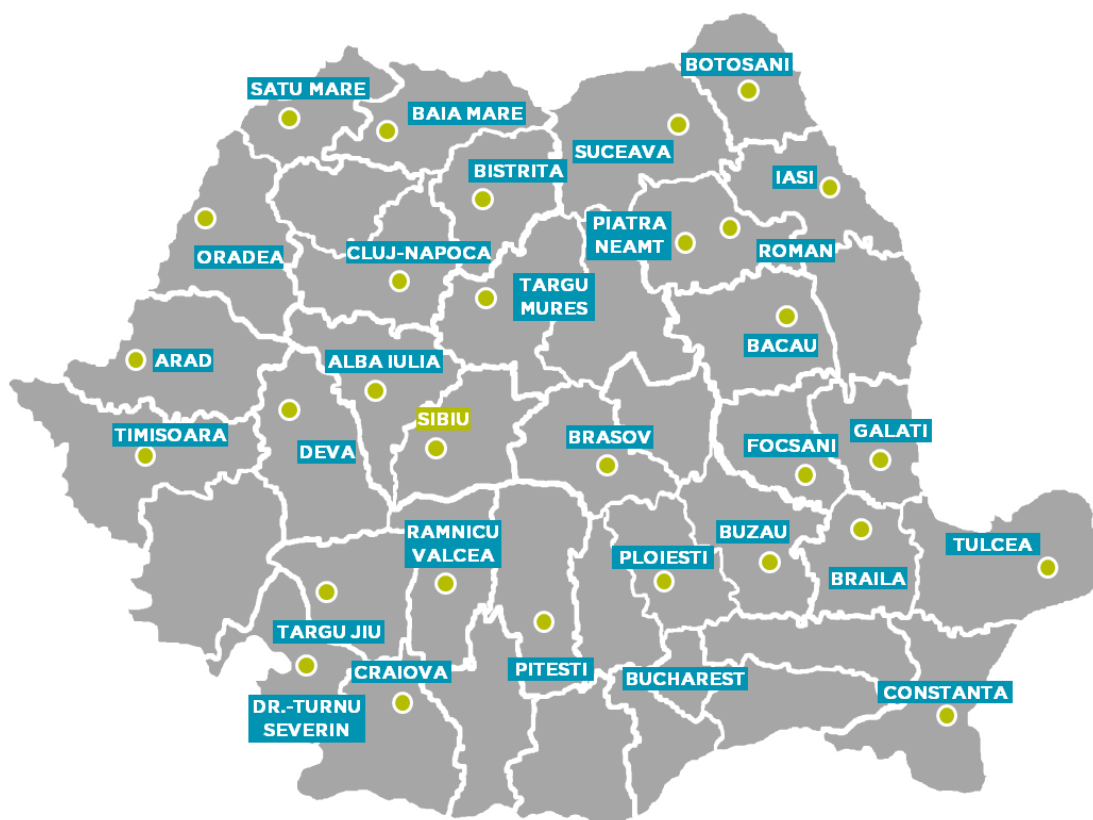 BOTOSANI
SATU MARE
BAIA MARE
SUCEAVA
BISTRITA
IASI
PIATRA
NEAMT
ROMAN
ORADEA
CLUJ-NAPOCA
TARGU
MURES
BACAU
ARAD
ALBA IULIA
SIBIU
TIMISOARA
DEVA
BRASOV
FOCSANI
GALATI
RAMNICU
VALCEA
PLOIESTI
BUZAU
BRAILA
TULCEA
TARGU JIU
CRAIOVA
PITESTI
BUCHAREST
CONSTANTA
DR.-TURNU
SEVERIN